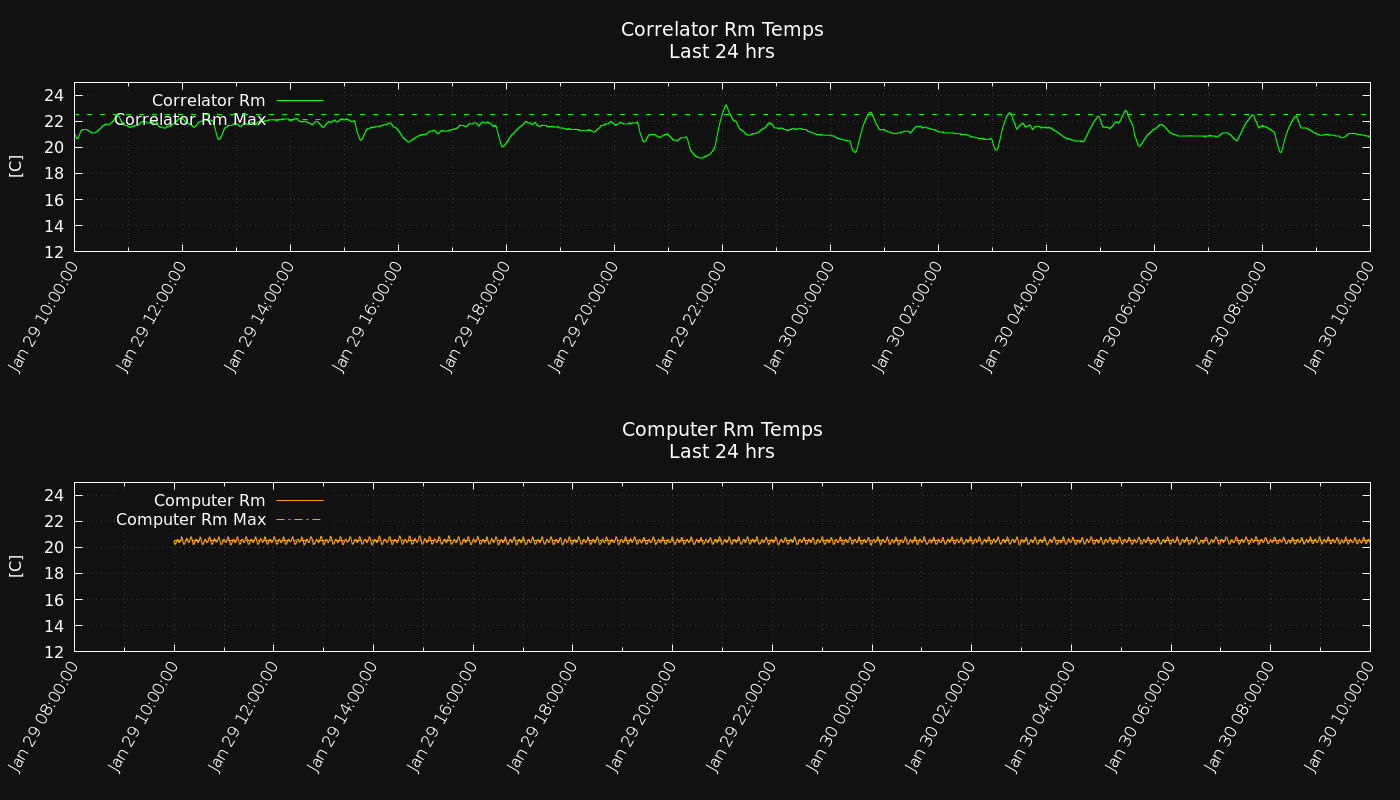 Correlator Rm Temps
Last 24 hrs
Correlator Rm
Correlator Rm Max
[C]
24
22
20
18
16
14
12
Jan 29 10:00:00
Jan 29 12:00:00
Jan 29 14:00:00
Jan 29 16:00:00
Jan 29 18:00:00
Jan 29 20:00:00
Jan 29 22:00:00
Jan 30 00:00:00
Jan 30 02:00:00
Jan 30 04:00:00
Jan 30 06:00:00
Jan 30 08:00:00
Jan 30 10:00:00
Computer Rm Temps
Last 24 hrs
Computer Rm
Computer Rm Max
[C]
24
22
20
18
16
14
12
Jan 29 08:00:00
Jan 29 10:00:00
Jan 29 12:00:00
Jan 29 14:00:00
Jan 29 16:00:00
Jan 29 18:00:00
Jan 29 20:00:00
Jan 29 22:00:00
Jan 30 00:00:00
Jan 30 02:00:00
Jan 30 04:00:00
Jan 30 06:00:00
Jan 30 08:00:00
Jan 30 10:00:00